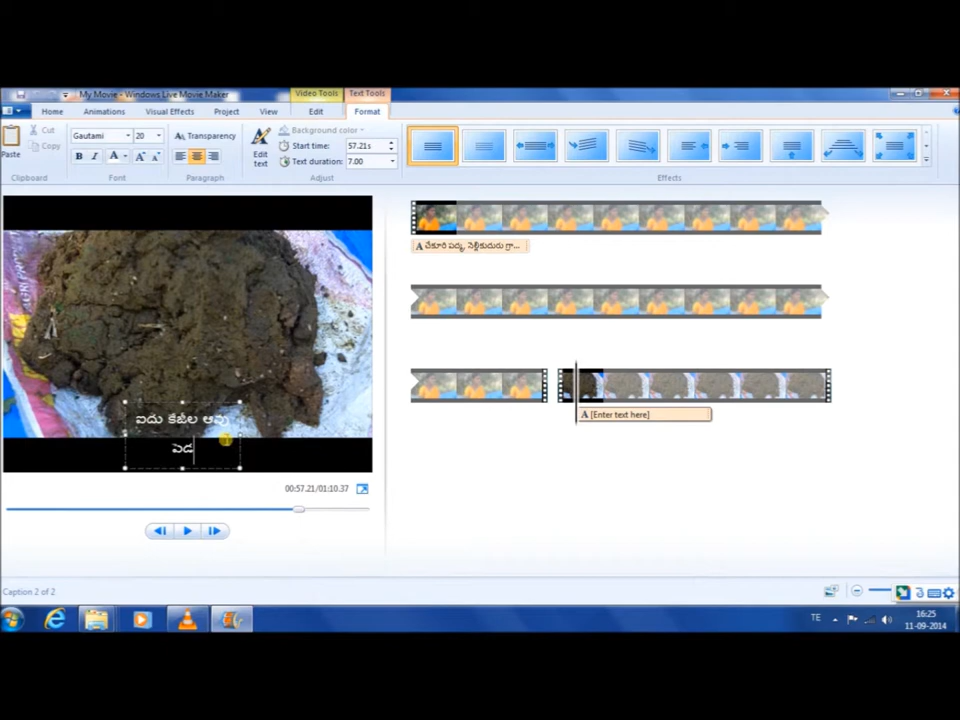 My Movie - Windows Live Movie Maker
Video Tools
Text Tools
Home
Animations
Visual Effects
Project
View
Edit
Format
Paste
Cut
Copy
Clipboard
Gautami
20
B I A A A
Font
Transparency
Paragraph
Edit text
Background color
Start time: 57.21s
Text duration: 7.00
Adjust
Effects
A చేకూరి పద్మ, నెల్లికుదురు గ్రా...
ఐదు కేజీల ఆవు
పెడ
A [Enter text here]
00:57.21/01:10.37
Caption 2 of 2
TE
16:25
11-09-2014